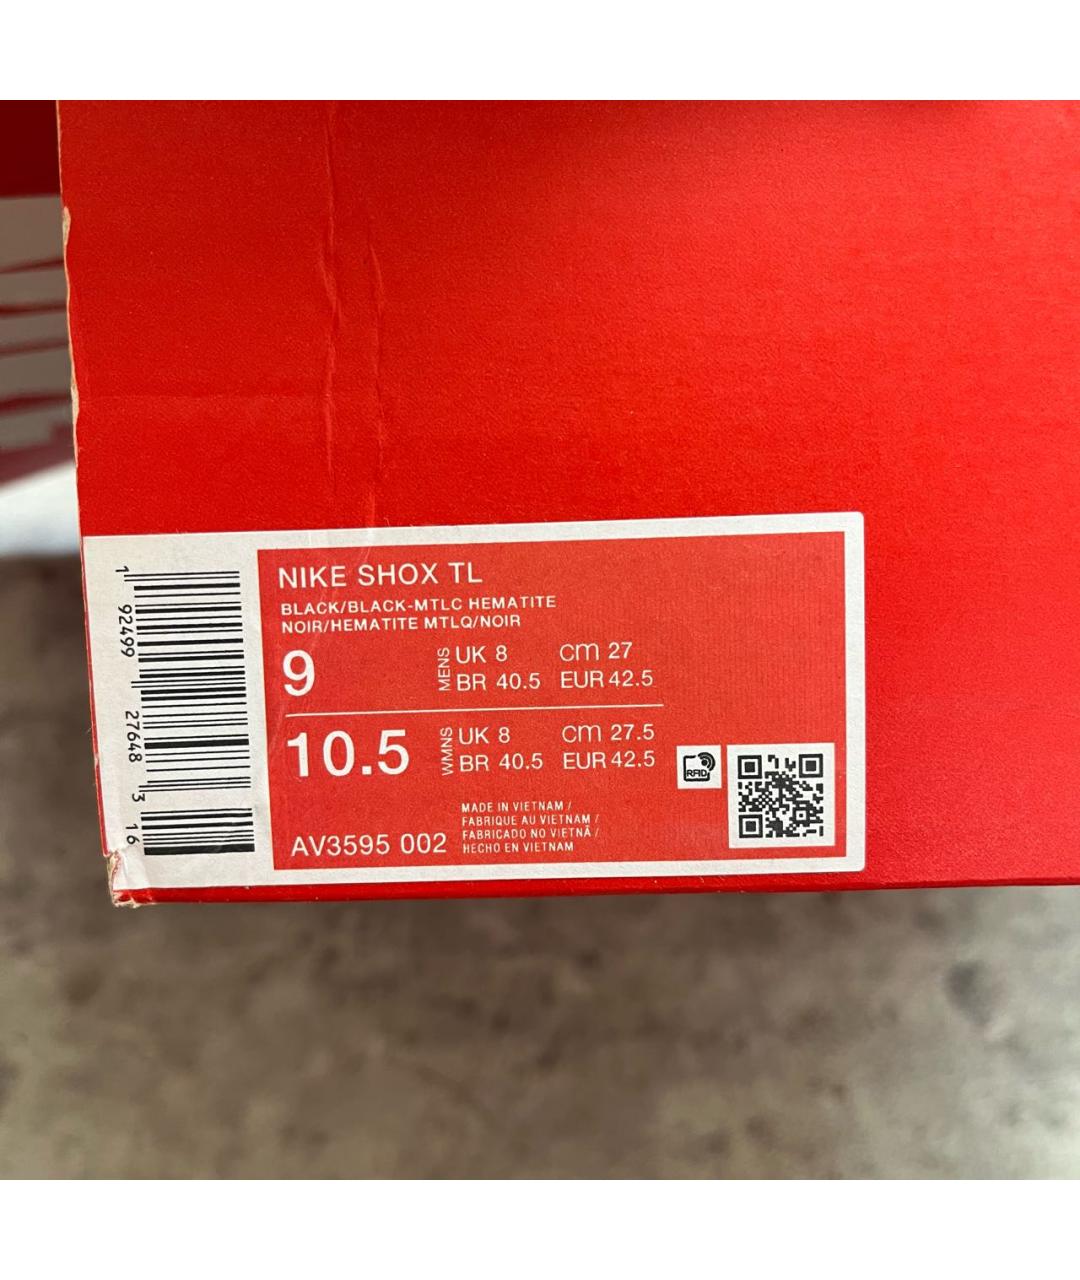 NIKE SHOX TL
BLACK/BLACK-MTLC HEMATITE
NOIR/HEMATITE MTLQ/NOIR
9 MENS UK 8 cm 27
BR 40.5 EUR 42.5
10.5 WMNS UK 8 cm 27.5
BR 40.5 EUR 42.5
RFID
AV3595 002
MADE IN VIETNAM /
FABRIQUE AU VIETNAM /
FABRICADO NO VIETNÃ /
HECHO EN VIETNAM
1 92499 27648 3 16